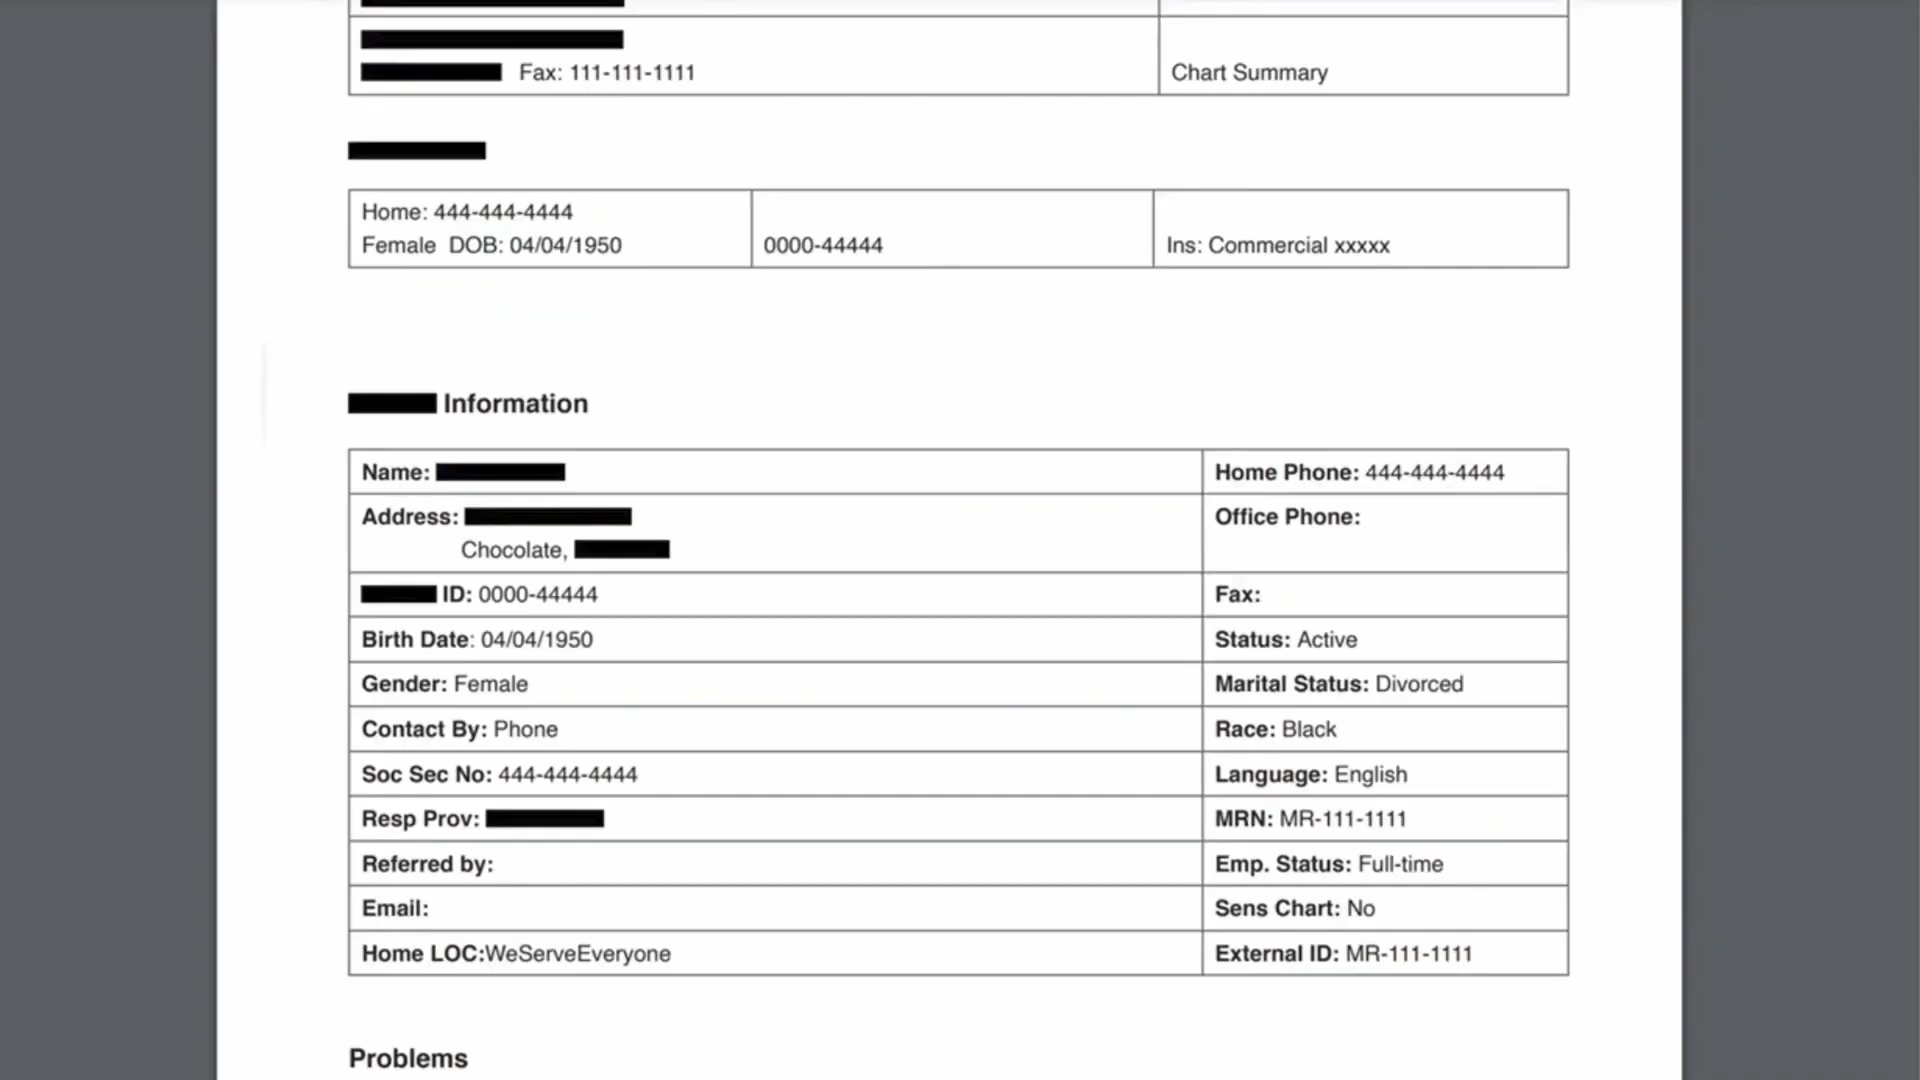 Fax: 111-111-1111
Chart Summary
Home: 444-444-4444
Female DOB: 04/04/1950
0000-44444
Ins: Commercial xxxxx
Information
Name:
Home Phone: 444-444-4444
Address:
Office Phone:
Chocolate,
ID: 0000-44444
Fax:
Birth Date: 04/04/1950
Status: Active
Gender: Female
Marital Status: Divorced
Contact By: Phone
Race: Black
Soc Sec No: 444-444-4444
Language: English
Resp Prov:
MRN: MR-111-1111
Referred by:
Emp. Status: Full-time
Email:
Sens Chart: No
Home LOC:WeServeEveryone
External ID: MR-111-1111
Problems